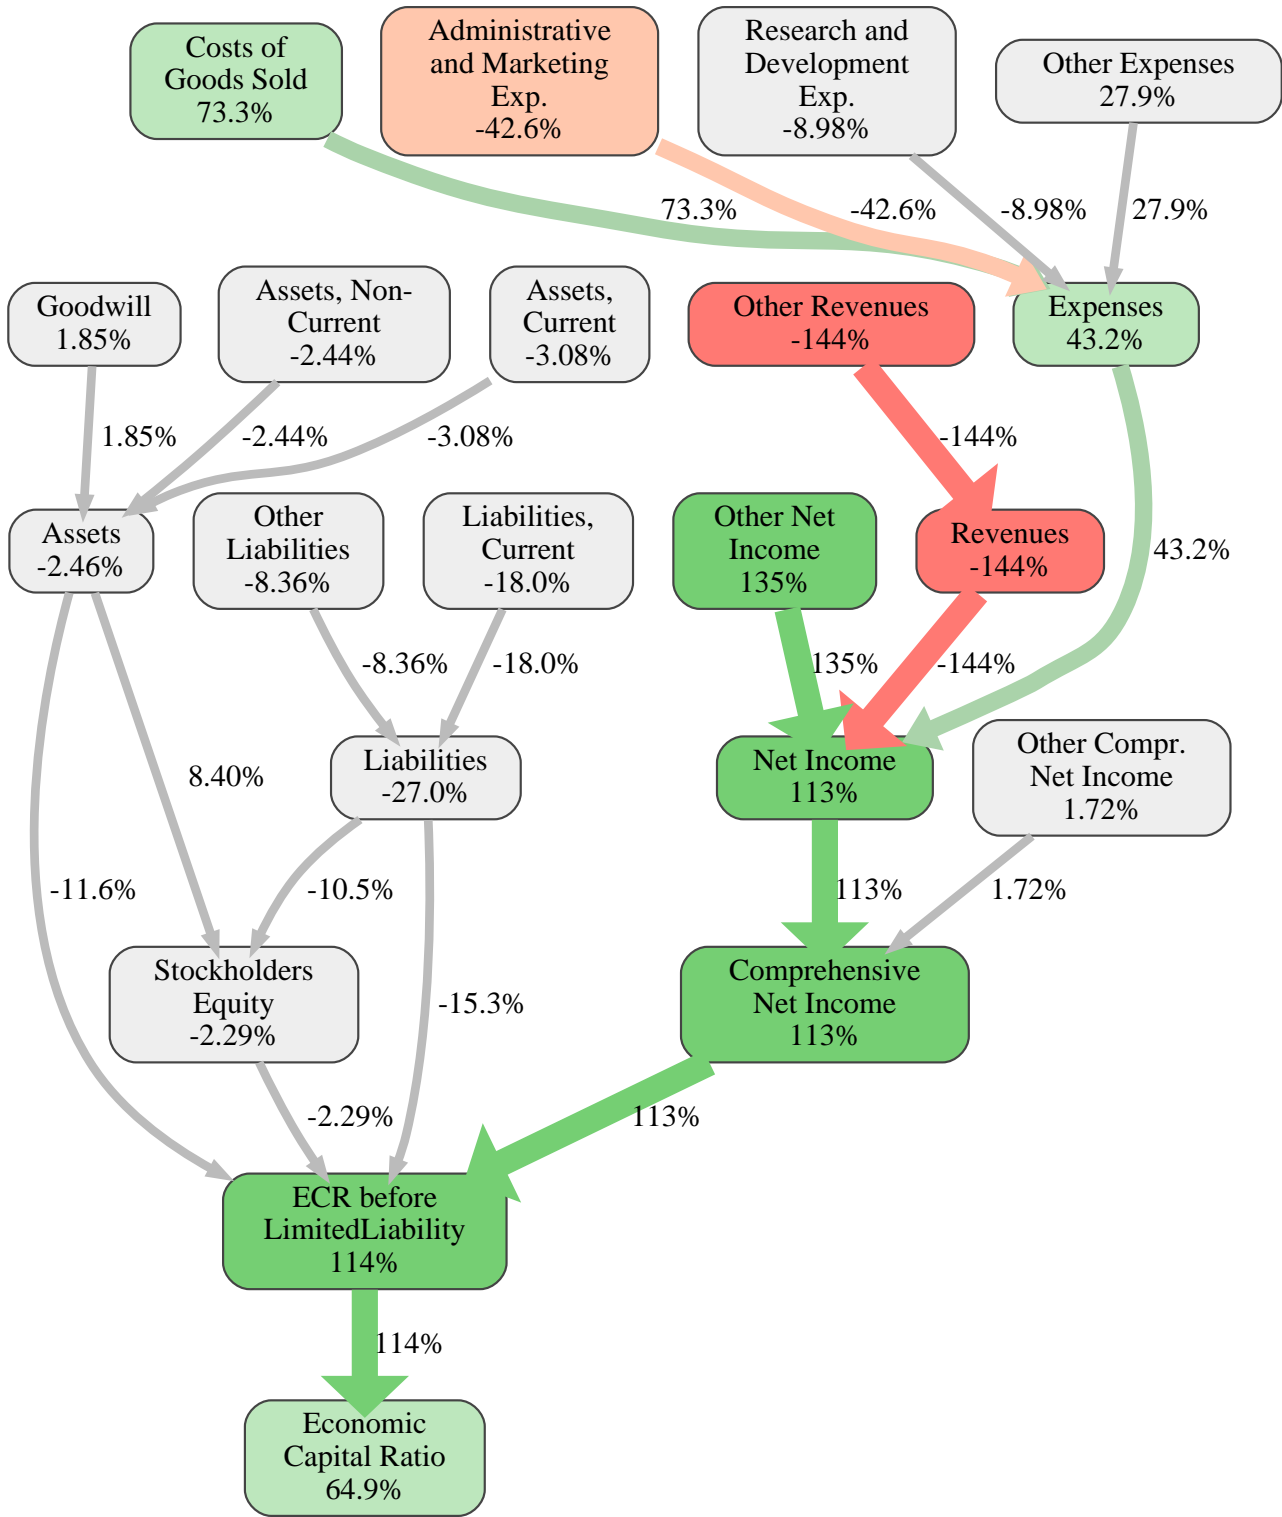 Costs of
Goods Sold
73.3%
Administrative
and Marketing
Exp.
-42.6%
Research and
Development
Exp.
-8.98%
Other Expenses
27.9%
73.3%
-42.6%
-8.98%
27.9%
Goodwill
1.85%
Assets, Non-
Current
-2.44%
Assets,
Current
-3.08%
Other Revenues
-144%
Expenses
43.2%
1.85%
-2.44%
-3.08%
-144%
Assets
-2.46%
Other
Liabilities
-8.36%
Liabilities,
Current
-18.0%
Other Net
Income
135%
Revenues
-144%
43.2%
-8.36%
-18.0%
135%
-144%
8.40%
Liabilities
-27.0%
Net Income
113%
Other Compr.
Net Income
1.72%
-11.6%
-10.5%
113%
1.72%
Stockholders
Equity
-2.29%
-15.3%
Comprehensive
Net Income
113%
-2.29%
113%
ECR before
LimitedLiability
114%
114%
Economic
Capital Ratio
64.9%